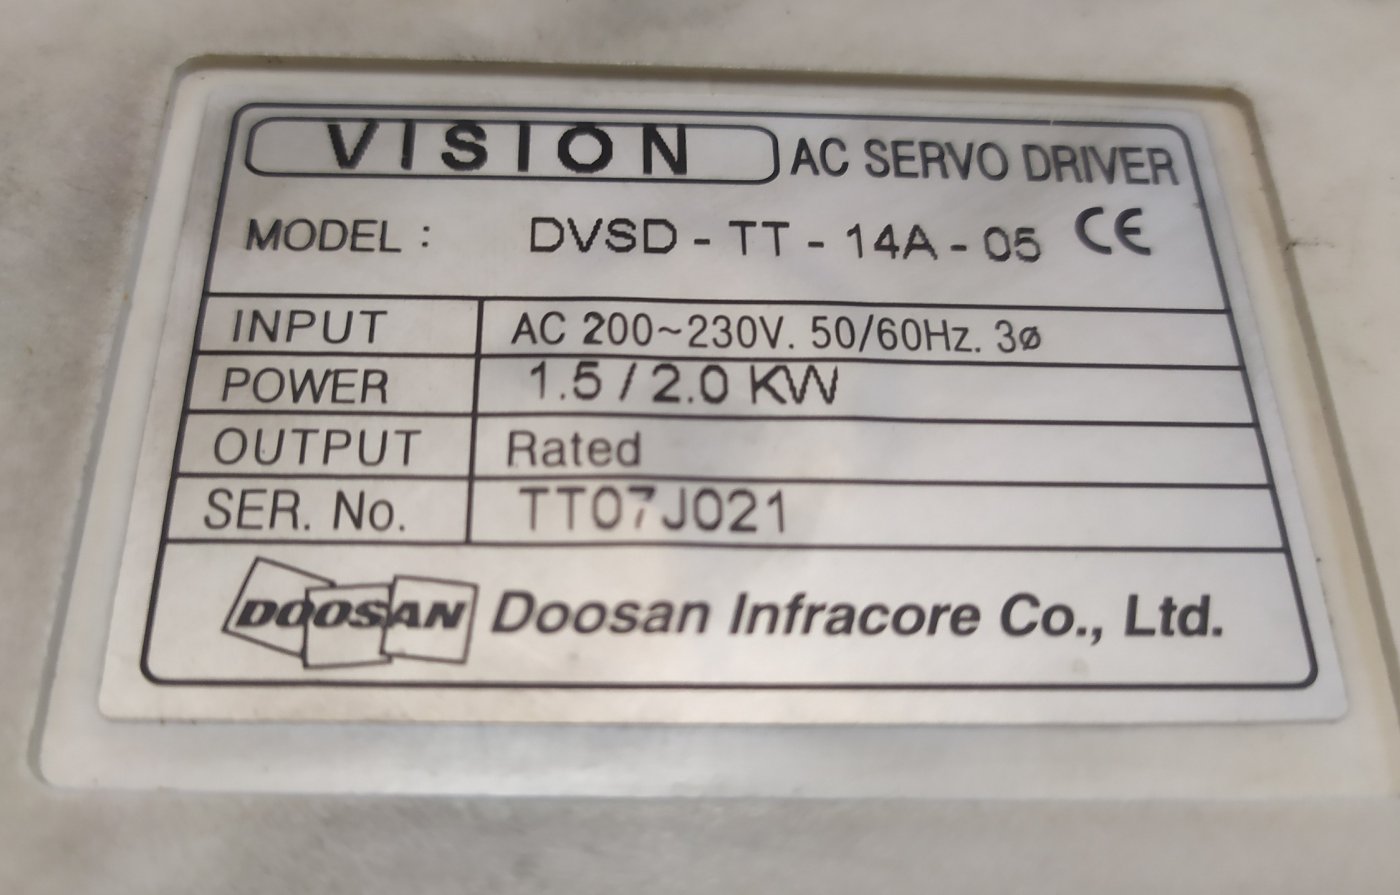 VISION AC SERVO DRIVER
MODEL : DVSD - TT - 14A - 05 CE
INPUT AC 200~230V. 50/60Hz. 3ø
POWER 1.5 / 2.0 KW
OUTPUT Rated
SER. No. TT07J021
DOOSAN Doosan Infracore Co., Ltd.